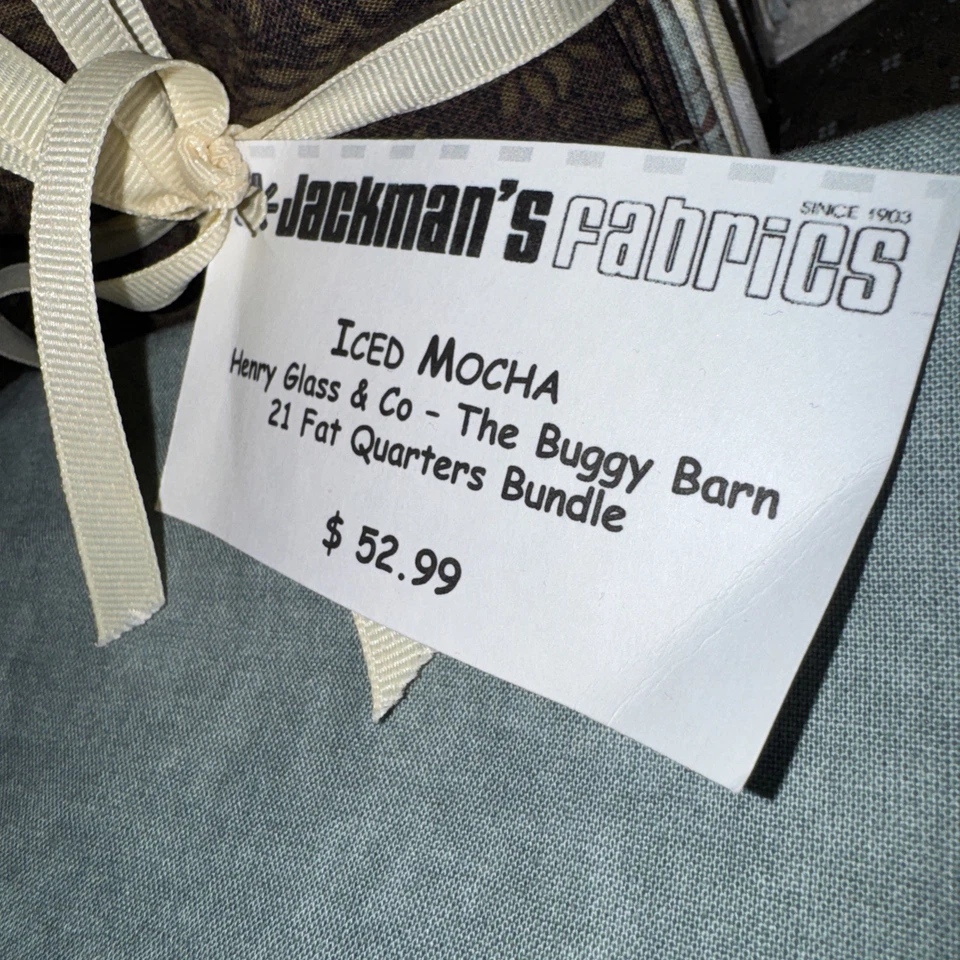 Jackman's Fabrics
SINCE 1903
ICED MOCHA
Henry Glass & Co - The Buggy Barn
21 Fat Quarters Bundle
$ 52.99